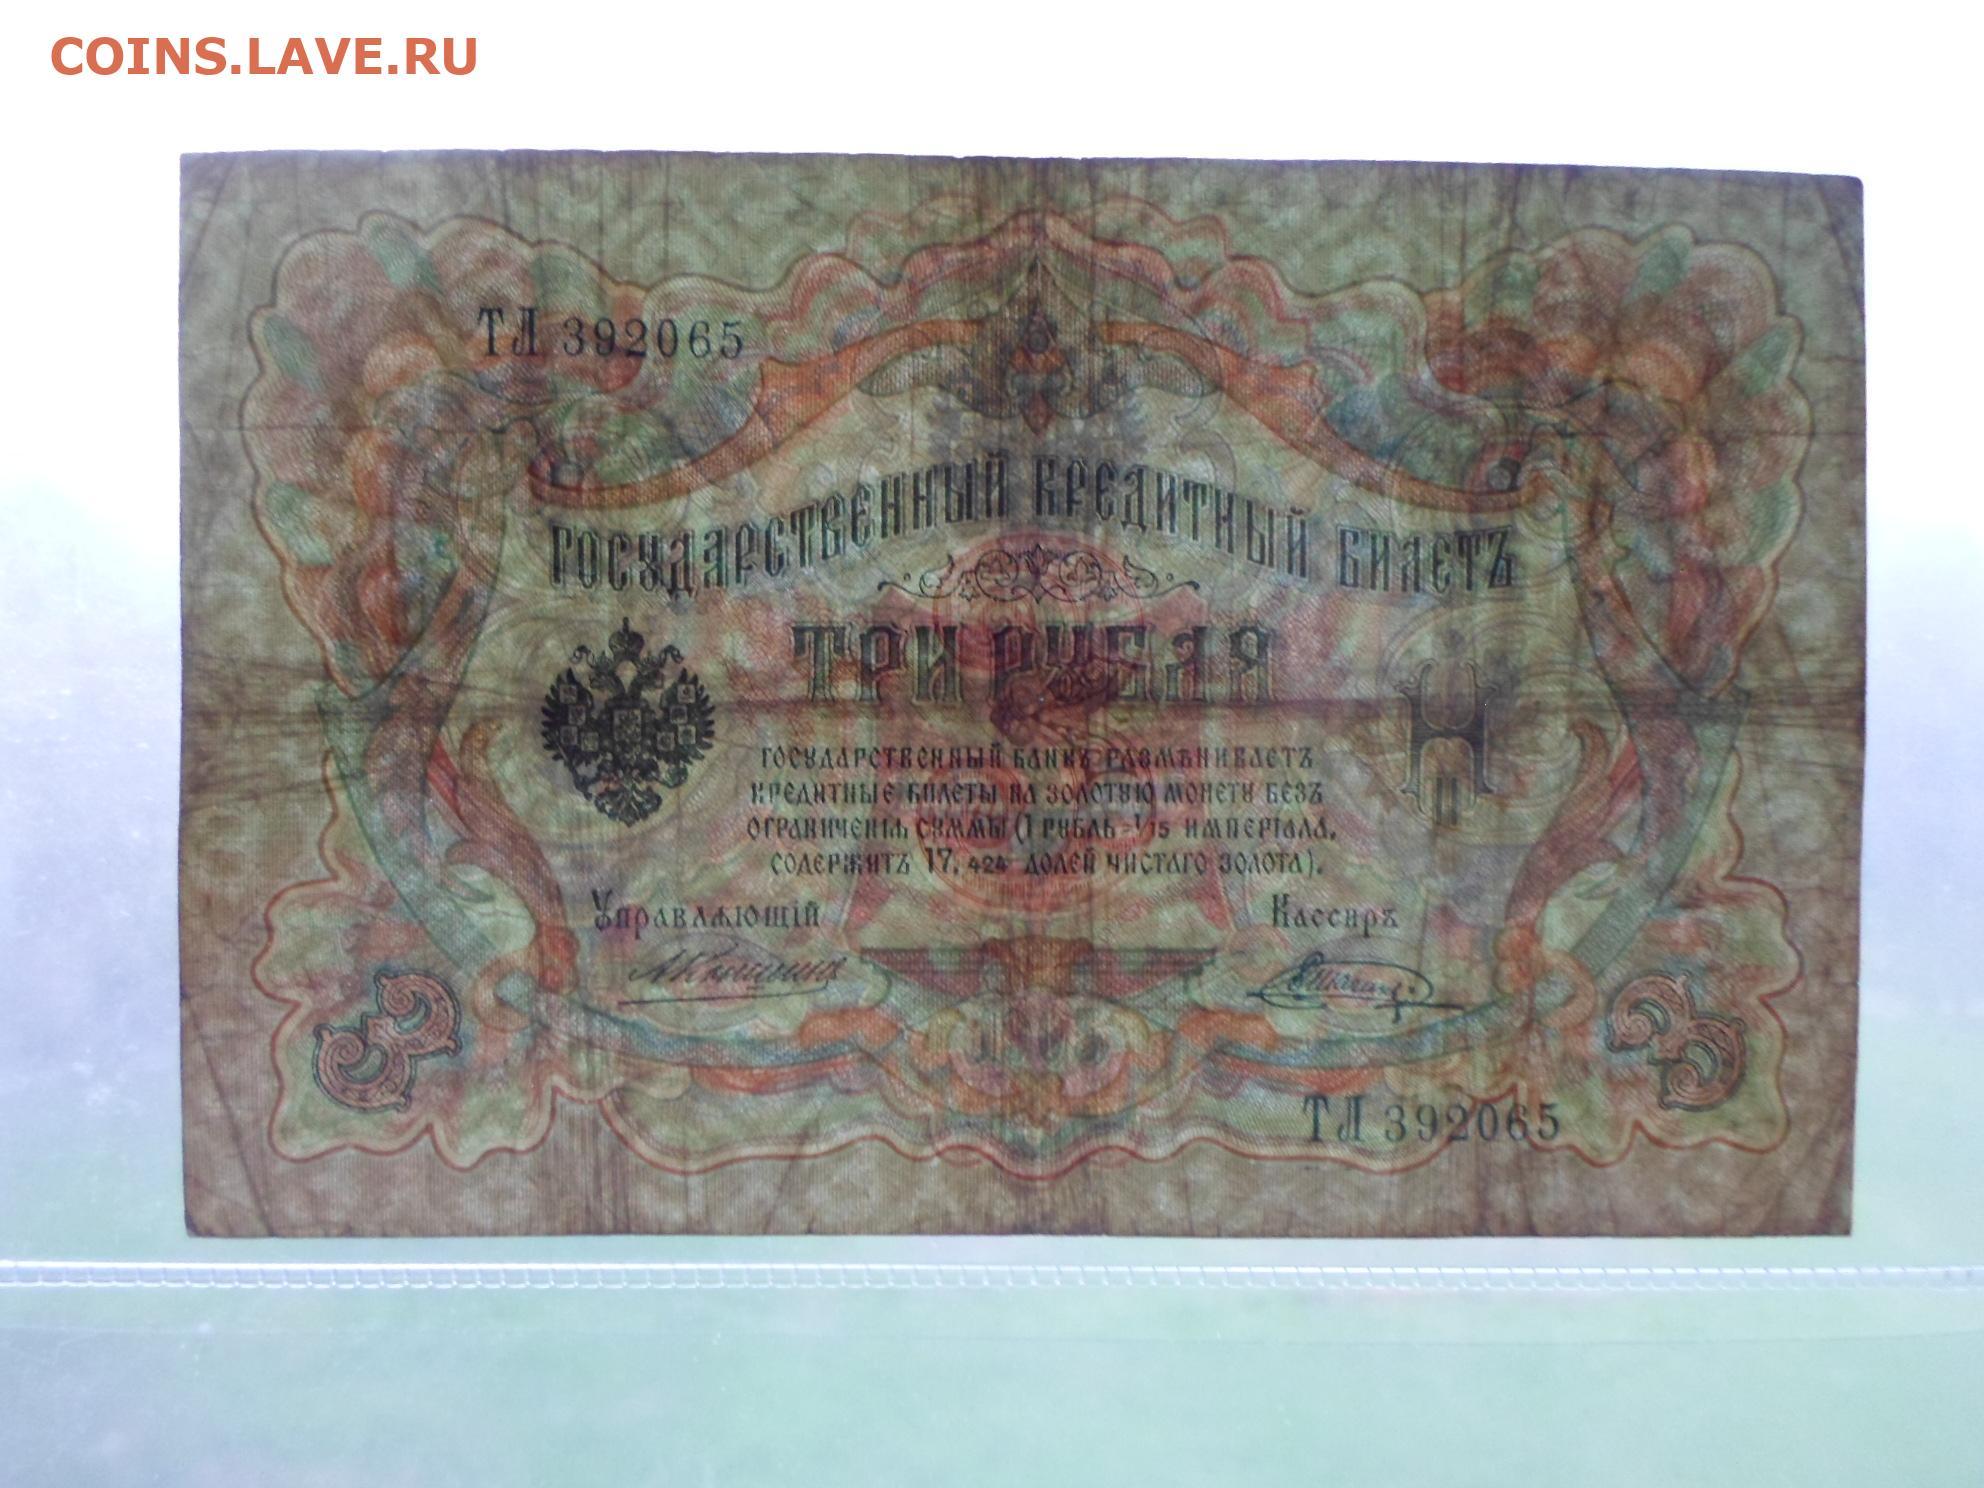 COINS.LAVE.RU
ТЛ 392065
ГОСУДАРСТВЕННЫЙ КРЕДИТНЫЙ БИЛЕТЪ
ТРИ РУБЛЯ
Н
II
ГОСУДАРСТВЕННЫЙ БАНКЪ РАЗМѢНИВАЕТЪ
КРЕДИТНЫЕ БИЛЕТЫ НА ЗОЛОТУЮ МОНЕТУ БЕЗЪ
ОГРАНИЧЕНІЯ СУММЫ (1 РУБЛЬ = 1/15 ИМПЕРІАЛА,
СОДЕРЖИТЪ 17,424 ДОЛЕЙ ЧИСТАГО ЗОЛОТА).
Управляющій Кассиръ
3 3
ТЛ 392065